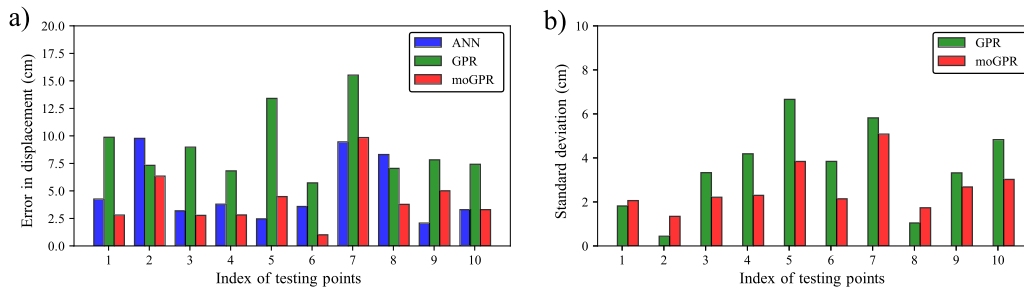 a)
Error in displacement (cm)
20.0
17.5
15.0
12.5
10.0
7.5
5.0
2.5
0.0
ANN
GPR
moGPR
1 2 3 4 5 6 7 8 9 10
Index of testing points
b)
Standard deviation (cm)
10
8
6
4
2
0
GPR
moGPR
1 2 3 4 5 6 7 8 9 10
Index of testing points